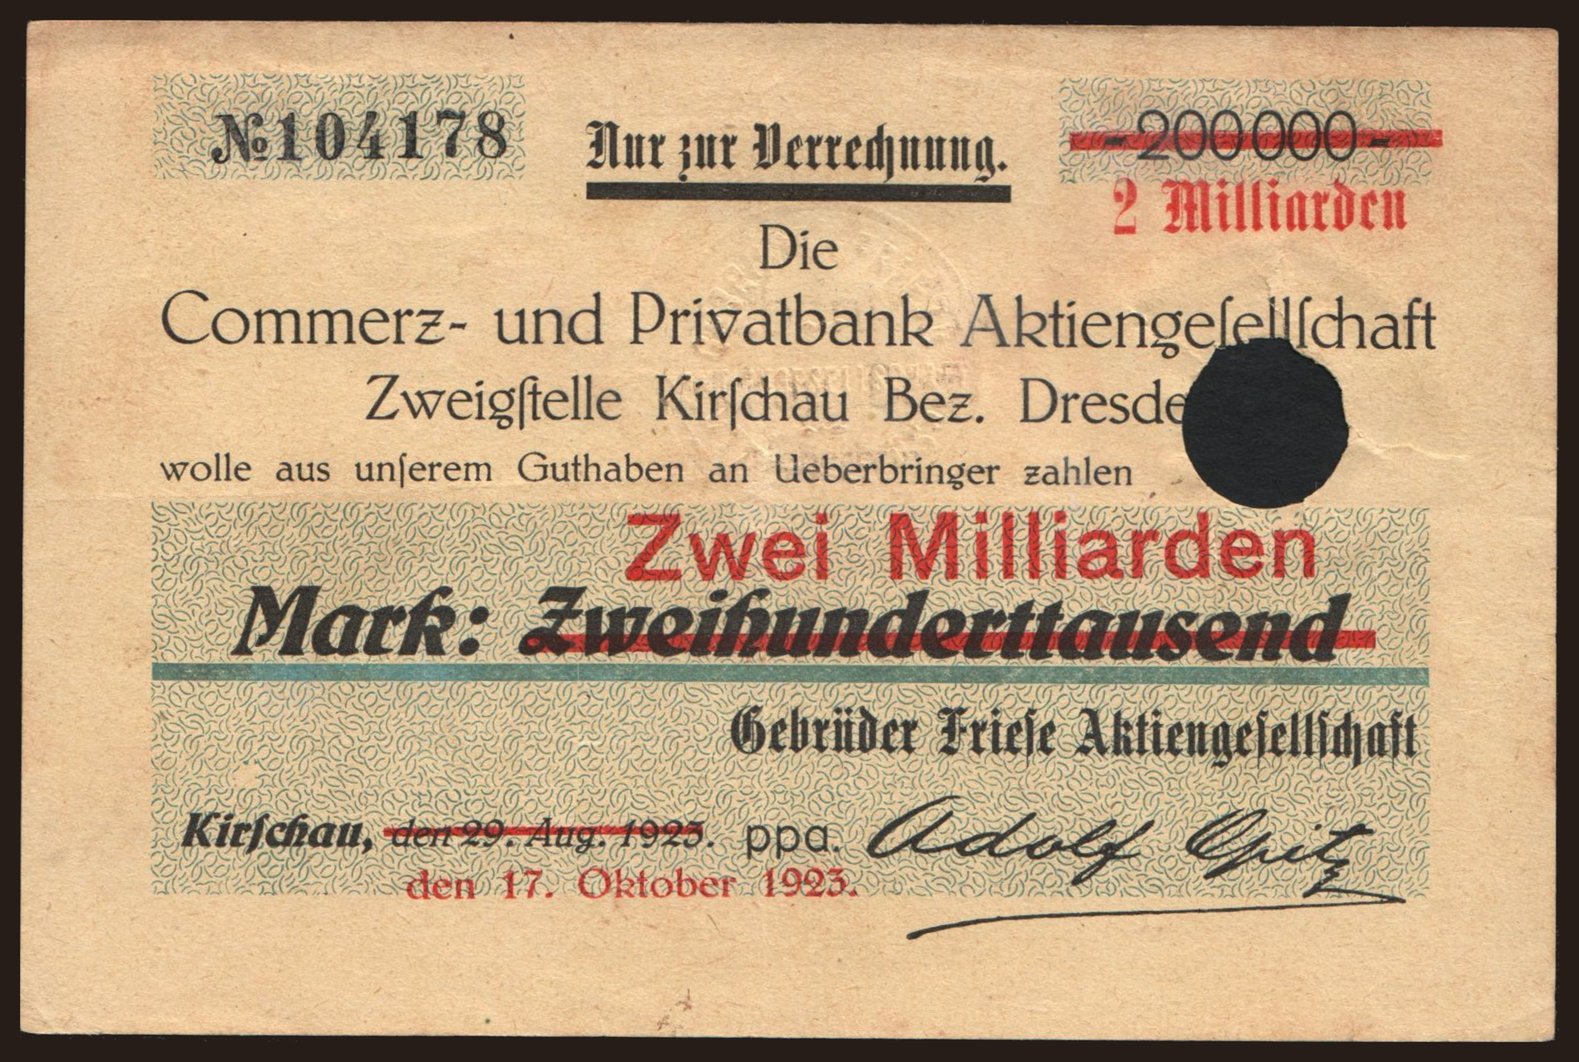 №104178
Nur zur Verrechnung.
-200000-
2 Milliarden
Die
Commerz- und Privatbank Aktiengeſellſchaft
Zweigſtelle Kirſchau Bez. Dresde
wolle aus unſerem Guthaben an Ueberbringer zahlen
Zwei Milliarden
Mark: Zweihunderttausend
Gebrüder Frieſe Aktiengeſellſchaft
Kirſchau, den 29. Aug. 1923. ppa. Adolf Opitz
den 17. Oktober 1923.